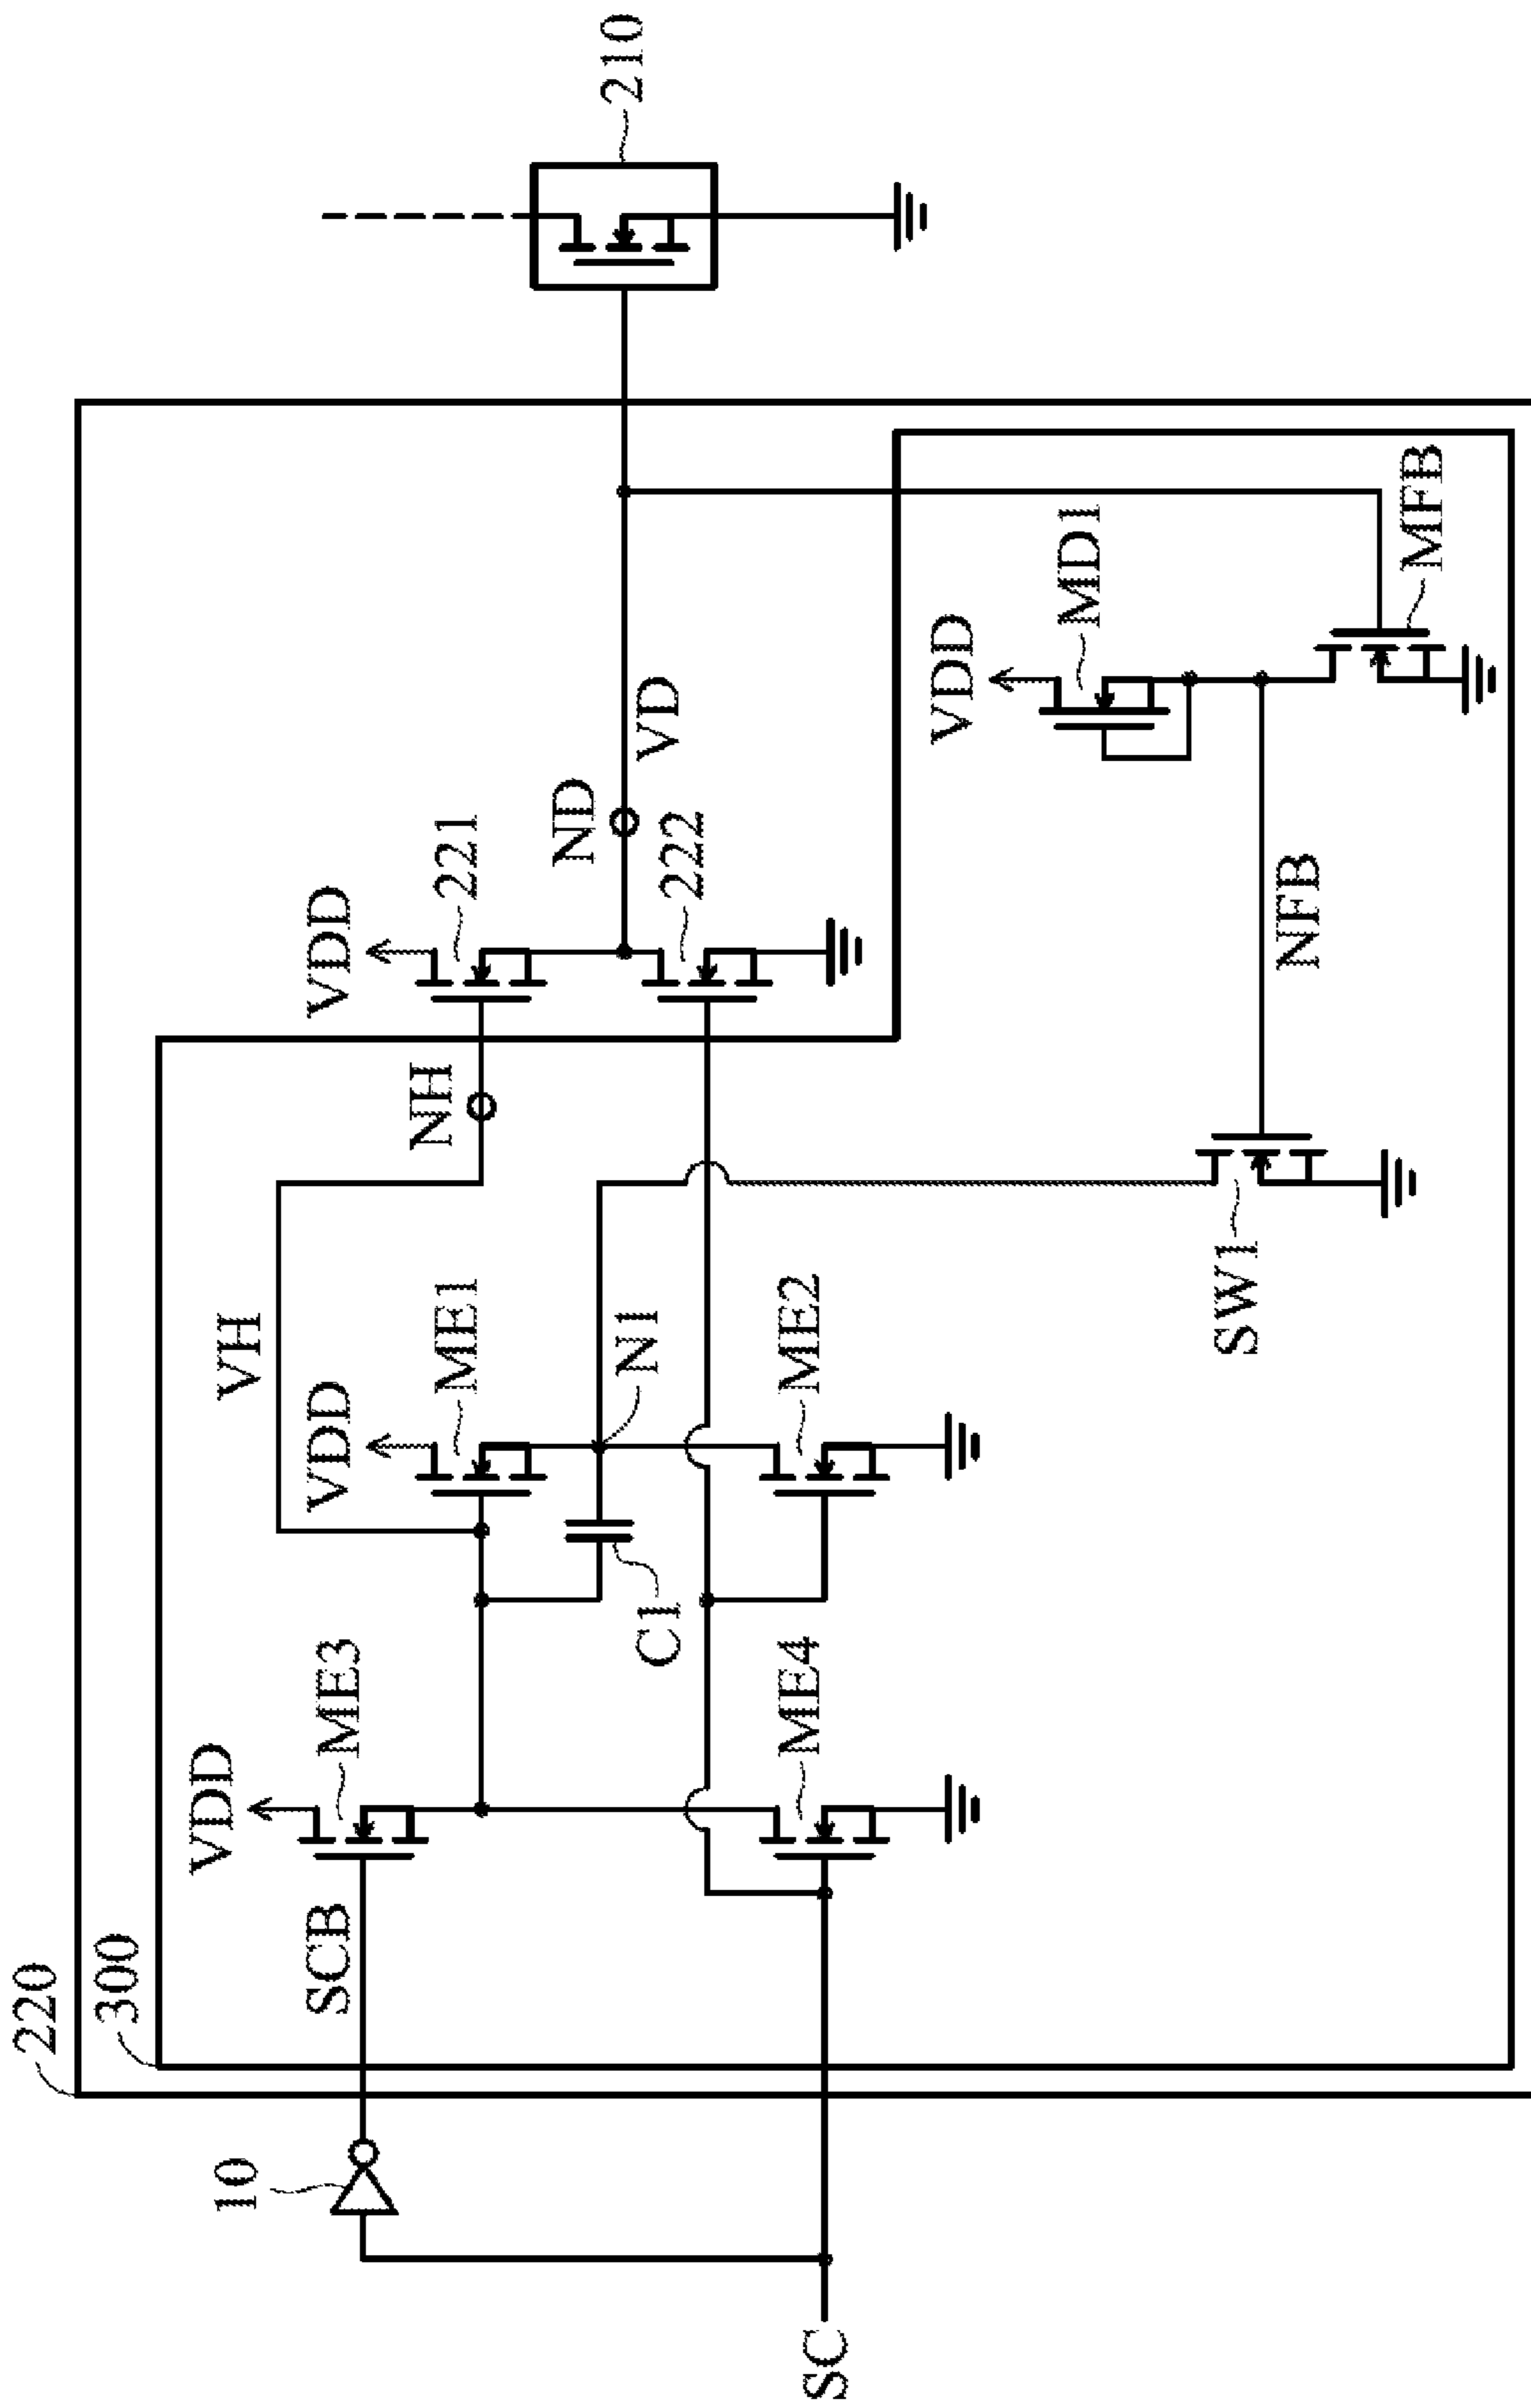 220
300
SC
10
SCB
VDD
ME3
ME4
C1
VH
VDD
ME1
N1
ME2
NH
SW1
VDD
221
222
ND
VD
NFB
VDD
MD1
MFB
210